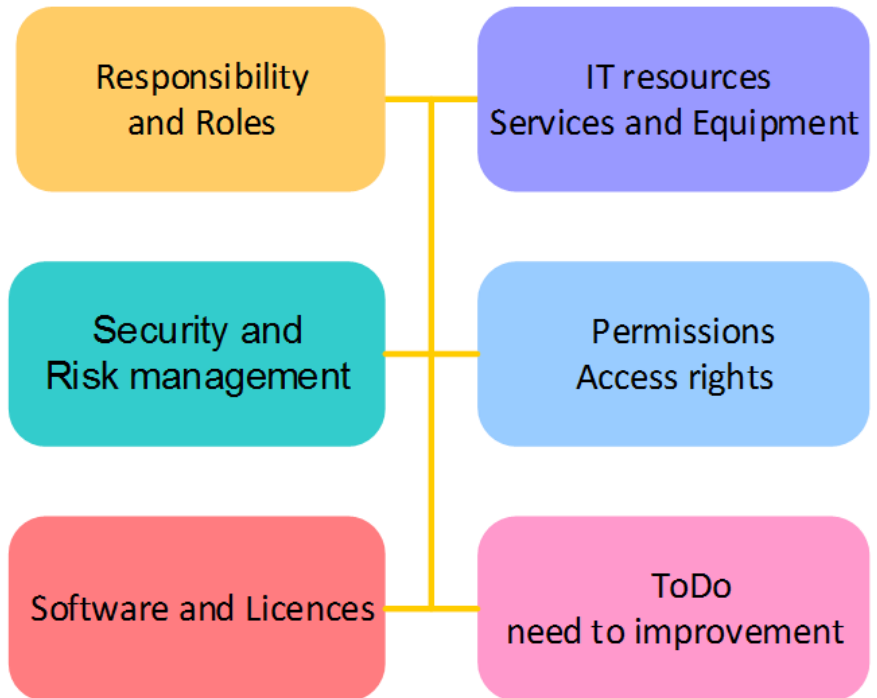 Responsibility
and Roles
IT resources
Services and Equipment
Security and
Risk management
Permissions
Access rights
Software and Licences
ToDo
need to improvement